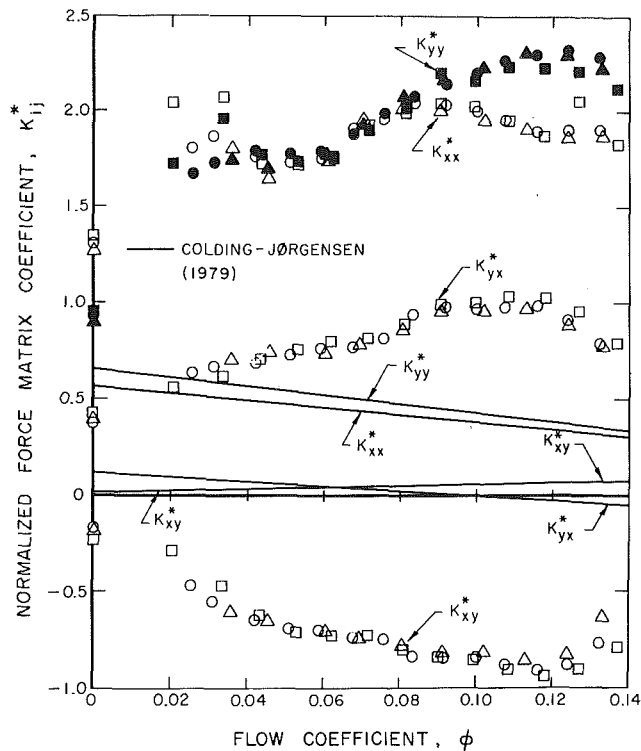 2.5
2.0
1.5
1.0
0.5
0
-0.5
-1.0
NORMALIZED FORCE MATRIX COEFFICIENT, K*ij
K*yy
K*xx
COLDING-JØRGENSEN
(1979)
K*yx
K*yy
K*xx
K*xy
K*xy
K*yx
K*xy
0 0.02 0.04 0.06 0.08 0.10 0.12 0.14
FLOW COEFFICIENT, ϕ